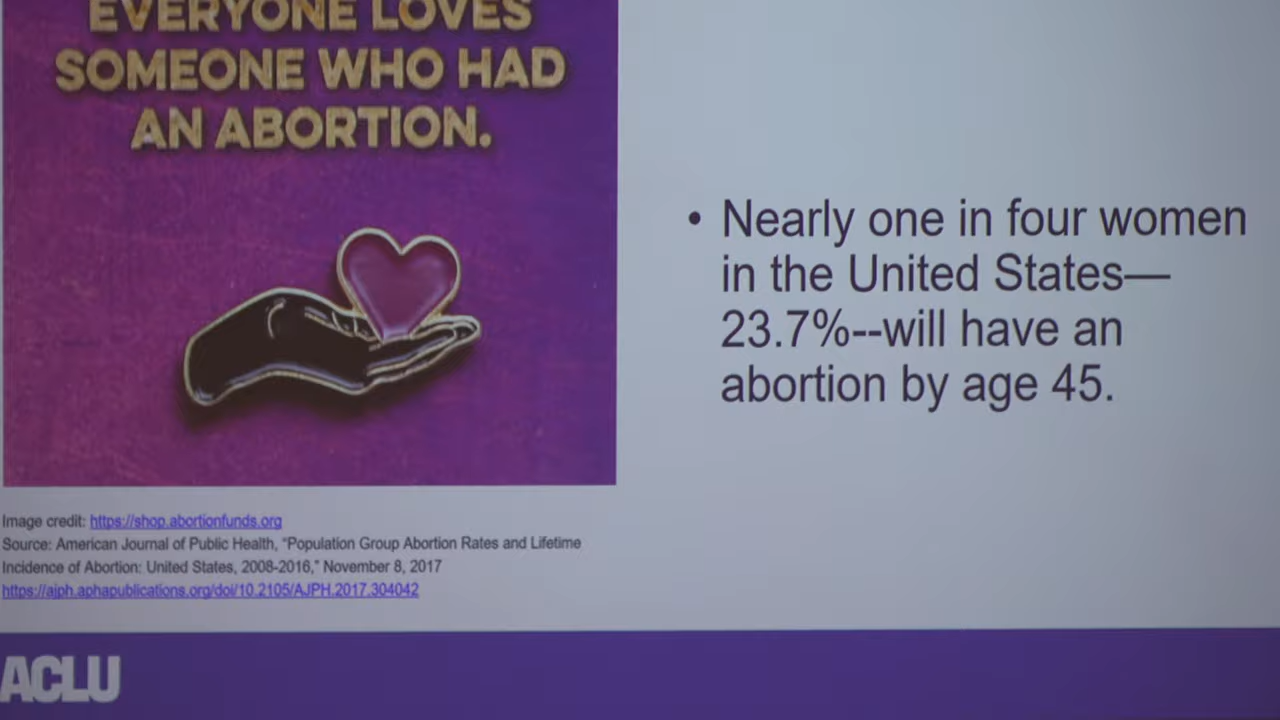 EVERYONE LOVES
SOMEONE WHO HAD
AN ABORTION.
• Nearly one in four women
in the United States—
23.7%--will have an
abortion by age 45.
Image credit: https://shop.abortionfunds.org
Source: American Journal of Public Health, “Population Group Abortion Rates and Lifetime
Incidence of Abortion: United States, 2008-2016,” November 8, 2017
https://ajph.aphapublications.org/doi/10.2105/AJPH.2017.304042
ACLU